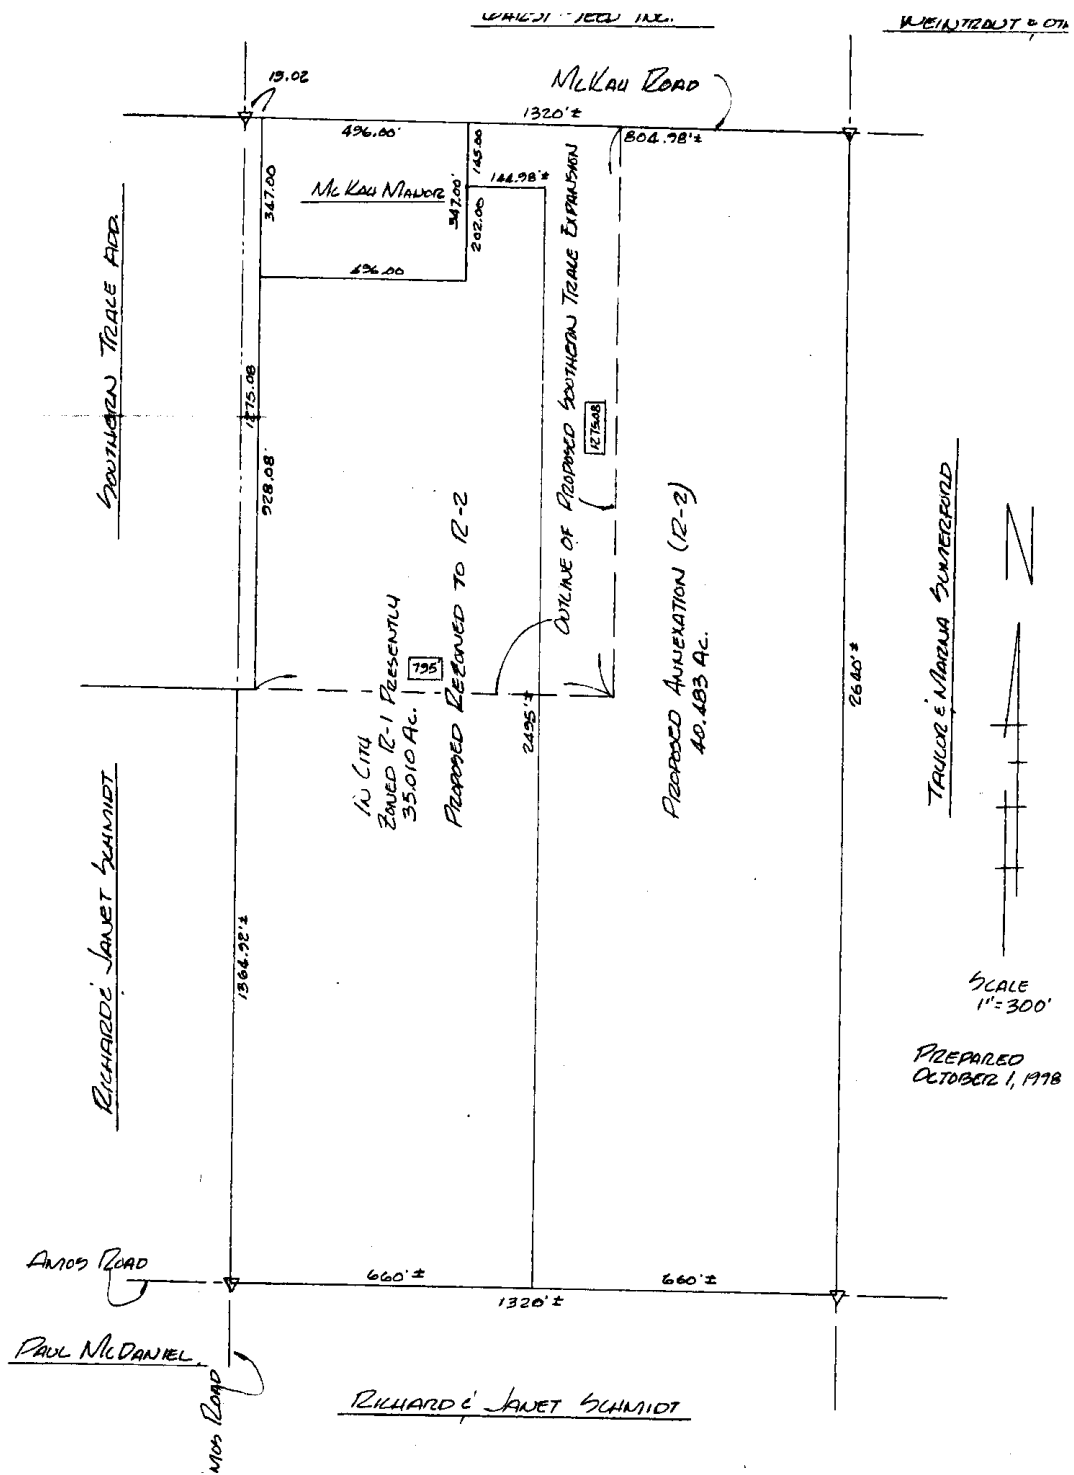 INC.
WEINTRAUT & OTH
19.02
McKAY ROAD
1320'±
496.00'
804.98'±
145.00
144.98'±
347.00
McKAY MANOR
347.00'
202.00
496.00
OUTLINE OF PROPOSED SOUTHERN TRACE EXPANSION
SOUTHERN TRACE ADD.
1275.08
1275.08
928.08'
IN CITY
ZONED R-1 PRESENTLY
35.010 AC.
PROPOSED REZONED TO R-2
795
2495'±
PROPOSED ANNEXATION (R-2)
40.483 AC.
2640'±
TAYLOR & MARNA SUMERFORD
N
RICHARD & JANET SCHMIDT
1364.92'±
SCALE
1"=300'
PREPARED
OCTOBER 1, 1998
AMOS ROAD
660'±
660'±
1320'±
PAUL McDANIEL
AMOS ROAD
RICHARD & JANET SCHMIDT